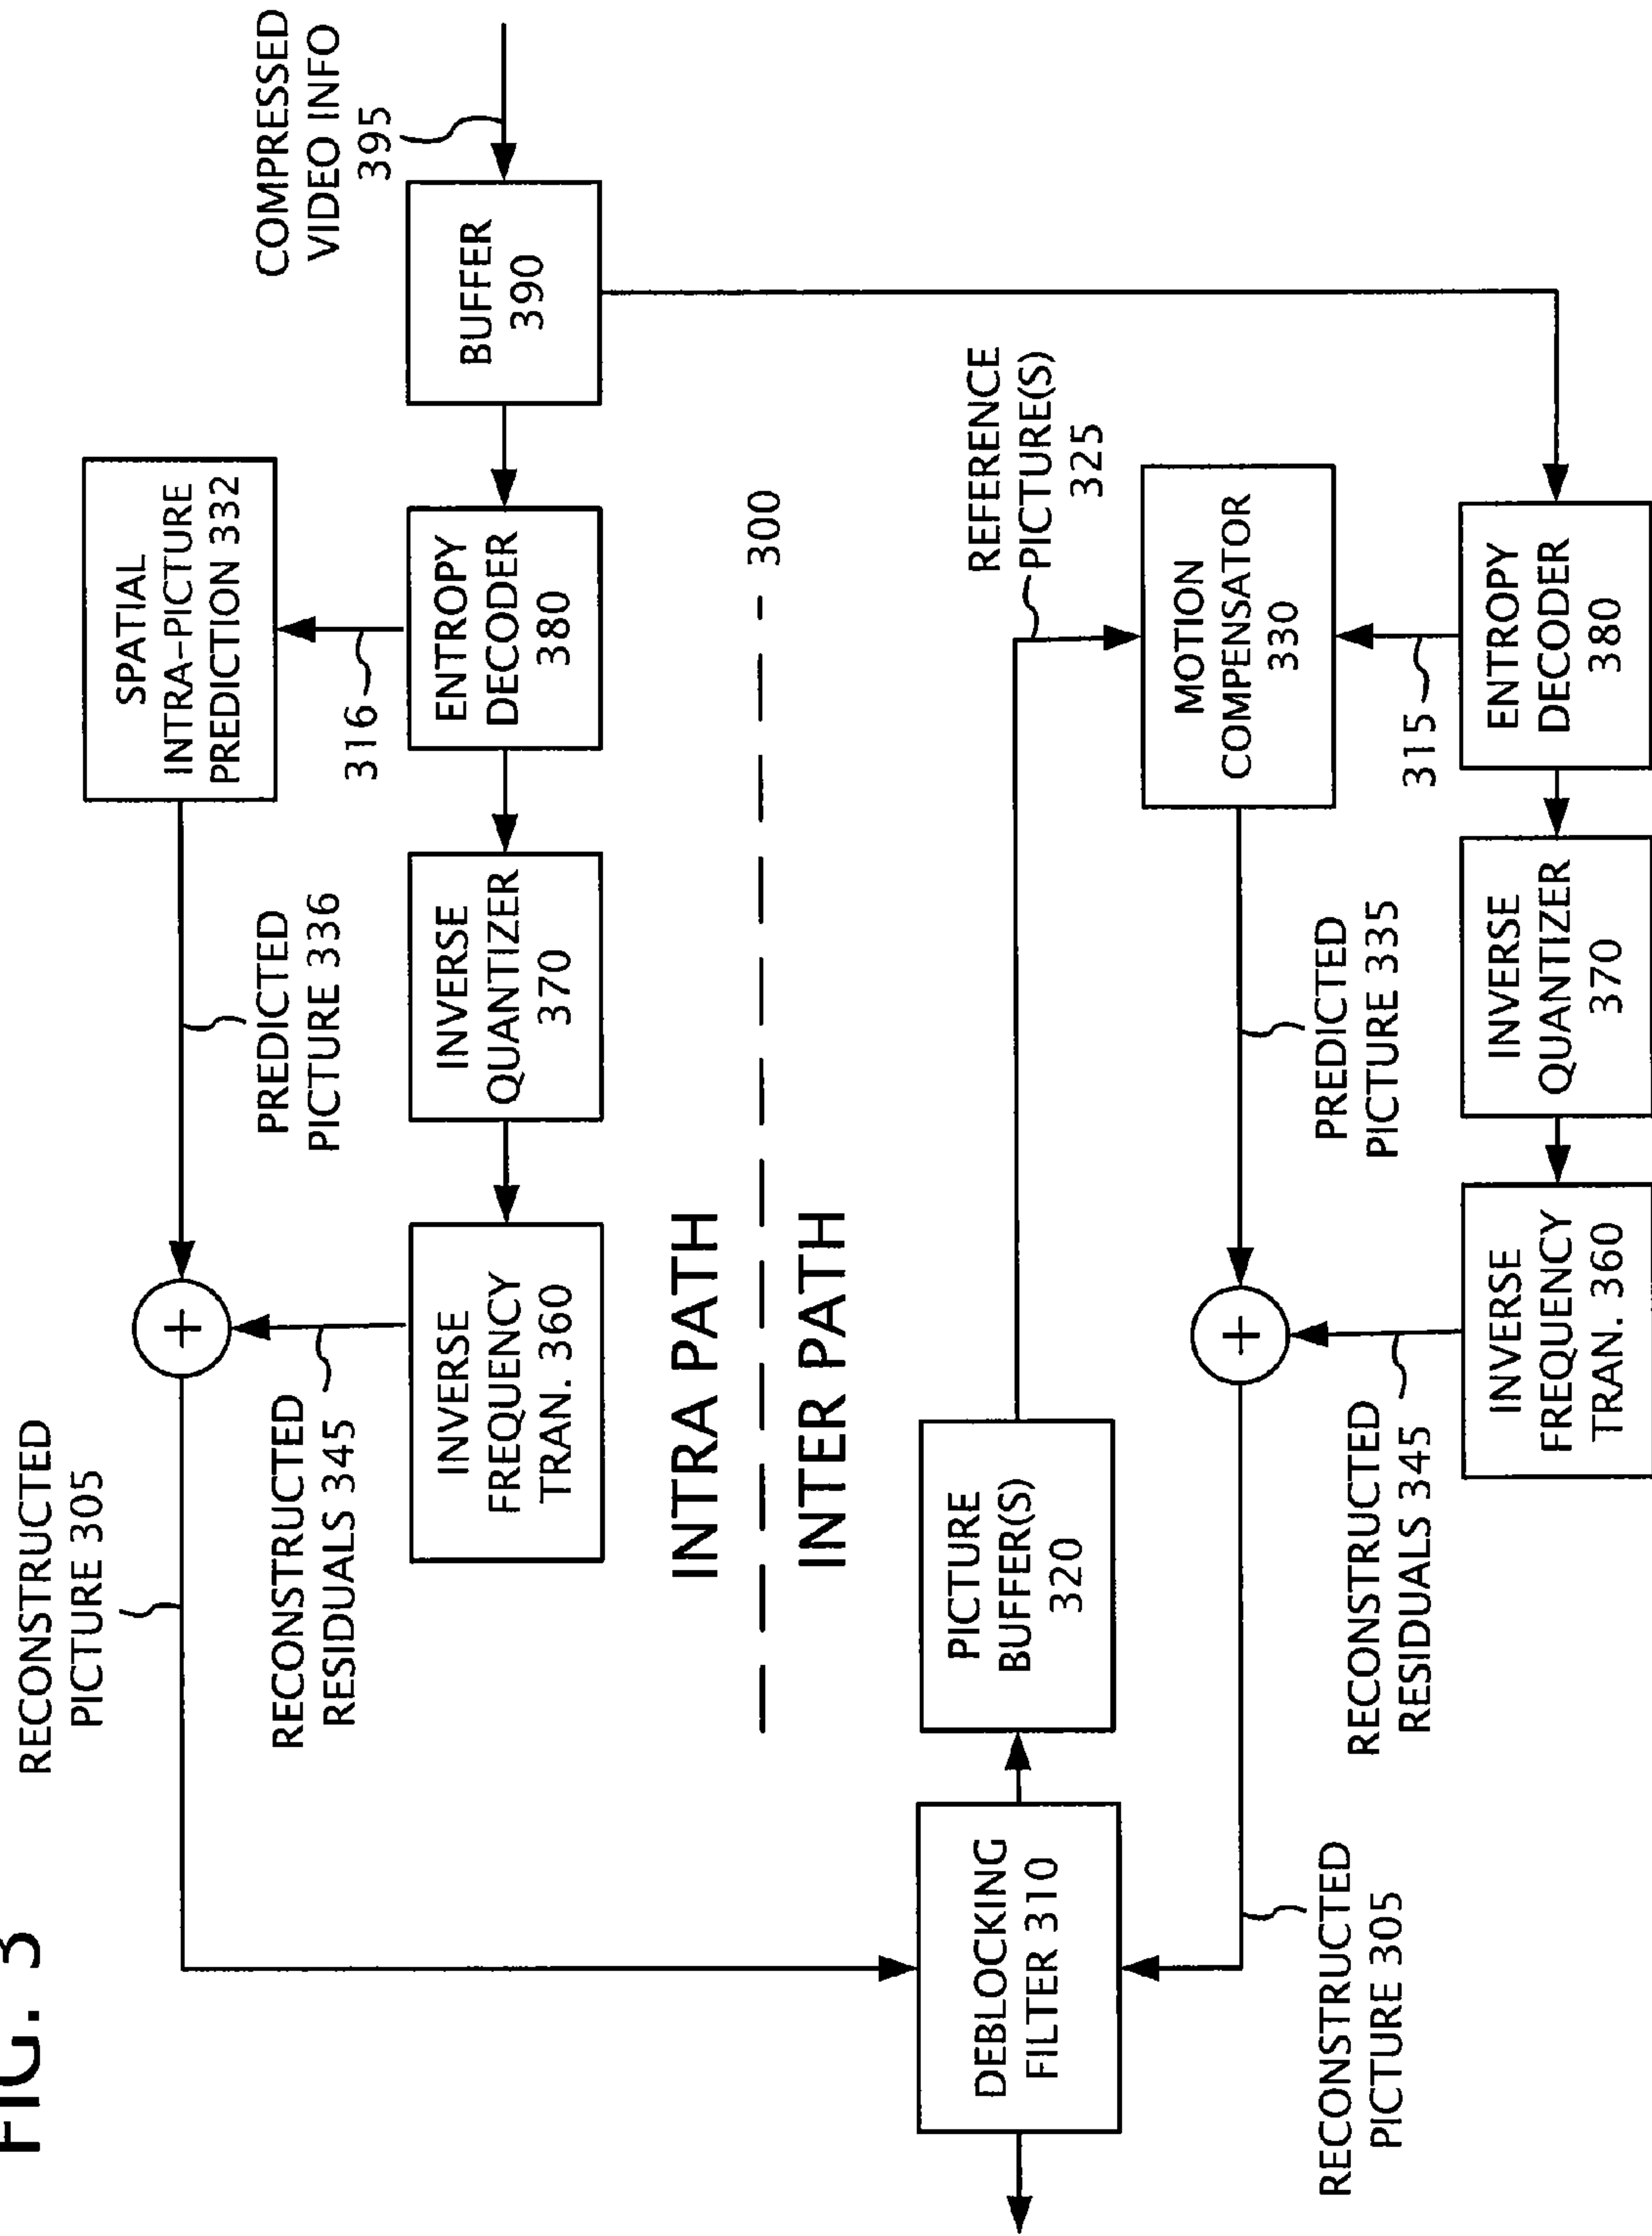 FIG. 3
RECONSTRUCTED
PICTURE 305
PREDICTED
PICTURE 336
SPATIAL
INTRA-PICTURE
PREDICTION 332
COMPRESSED
VIDEO INFO
395
RECONSTRUCTED
RESIDUALS 345
316
INVERSE
FREQUENCY
TRAN. 360
INVERSE
QUANTIZER
370
ENTROPY
DECODER
380
BUFFER
390
INTRA PATH
300
INTER PATH
DEBLOCKING
FILTER 310
PICTURE
BUFFER(S)
320
REFERENCE
PICTURE(S)
325
MOTION
COMPENSATOR
330
RECONSTRUCTED
PICTURE 305
RECONSTRUCTED
RESIDUALS 345
PREDICTED
PICTURE 335
315
INVERSE
FREQUENCY
TRAN. 360
INVERSE
QUANTIZER
370
ENTROPY
DECODER
380